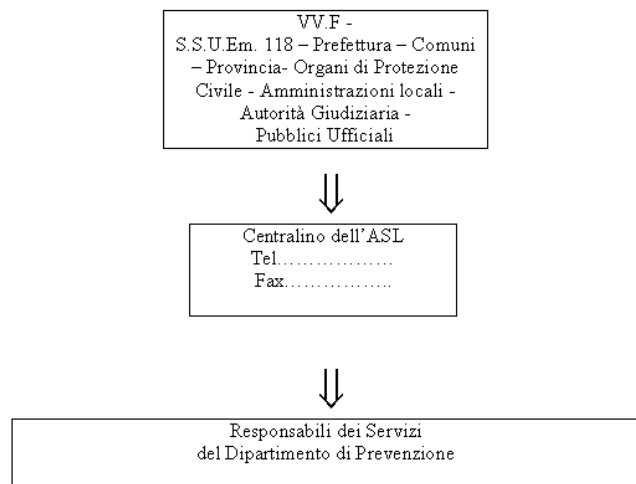 VV.F -
S.S.U.Em. 118 – Prefettura – Comuni
– Provincia- Organi di Protezione
Civile - Amministrazioni locali -
Autorità Giudiziaria -
Pubblici Ufficiali
Centralino dell'ASL
Tel………………
Fax……………..
Responsabili dei Servizi
del Dipartimento di Prevenzione